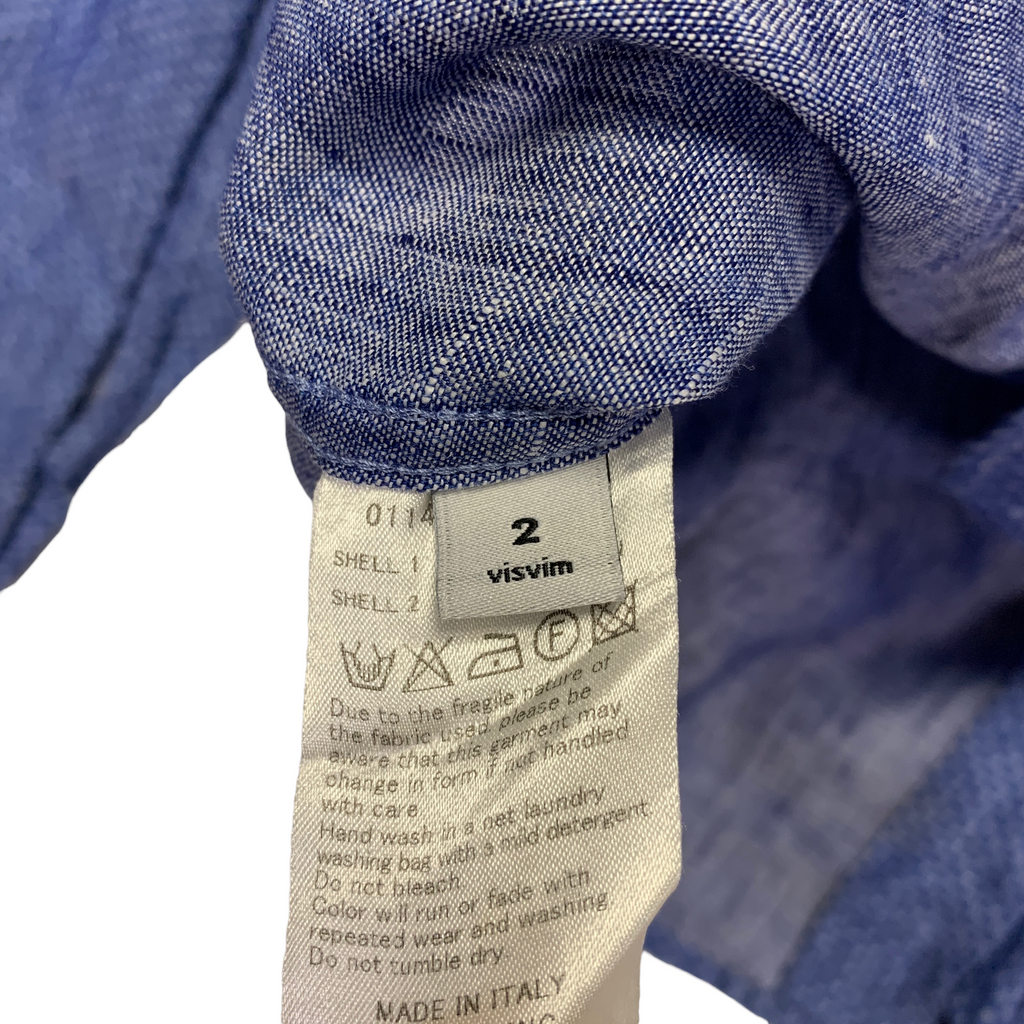 0114
2
visvim
SHELL 1
SHELL 2
F
Due to the fragile nature of
the fabric used, please be
aware that this garment may
change in form if not handled
with care
Hand wash in a net laundry
washing bag with a mild detergent
Do not bleach.
Color will run or fade with
repeated wear and washing
Do not tumble dry.
MADE IN ITALY